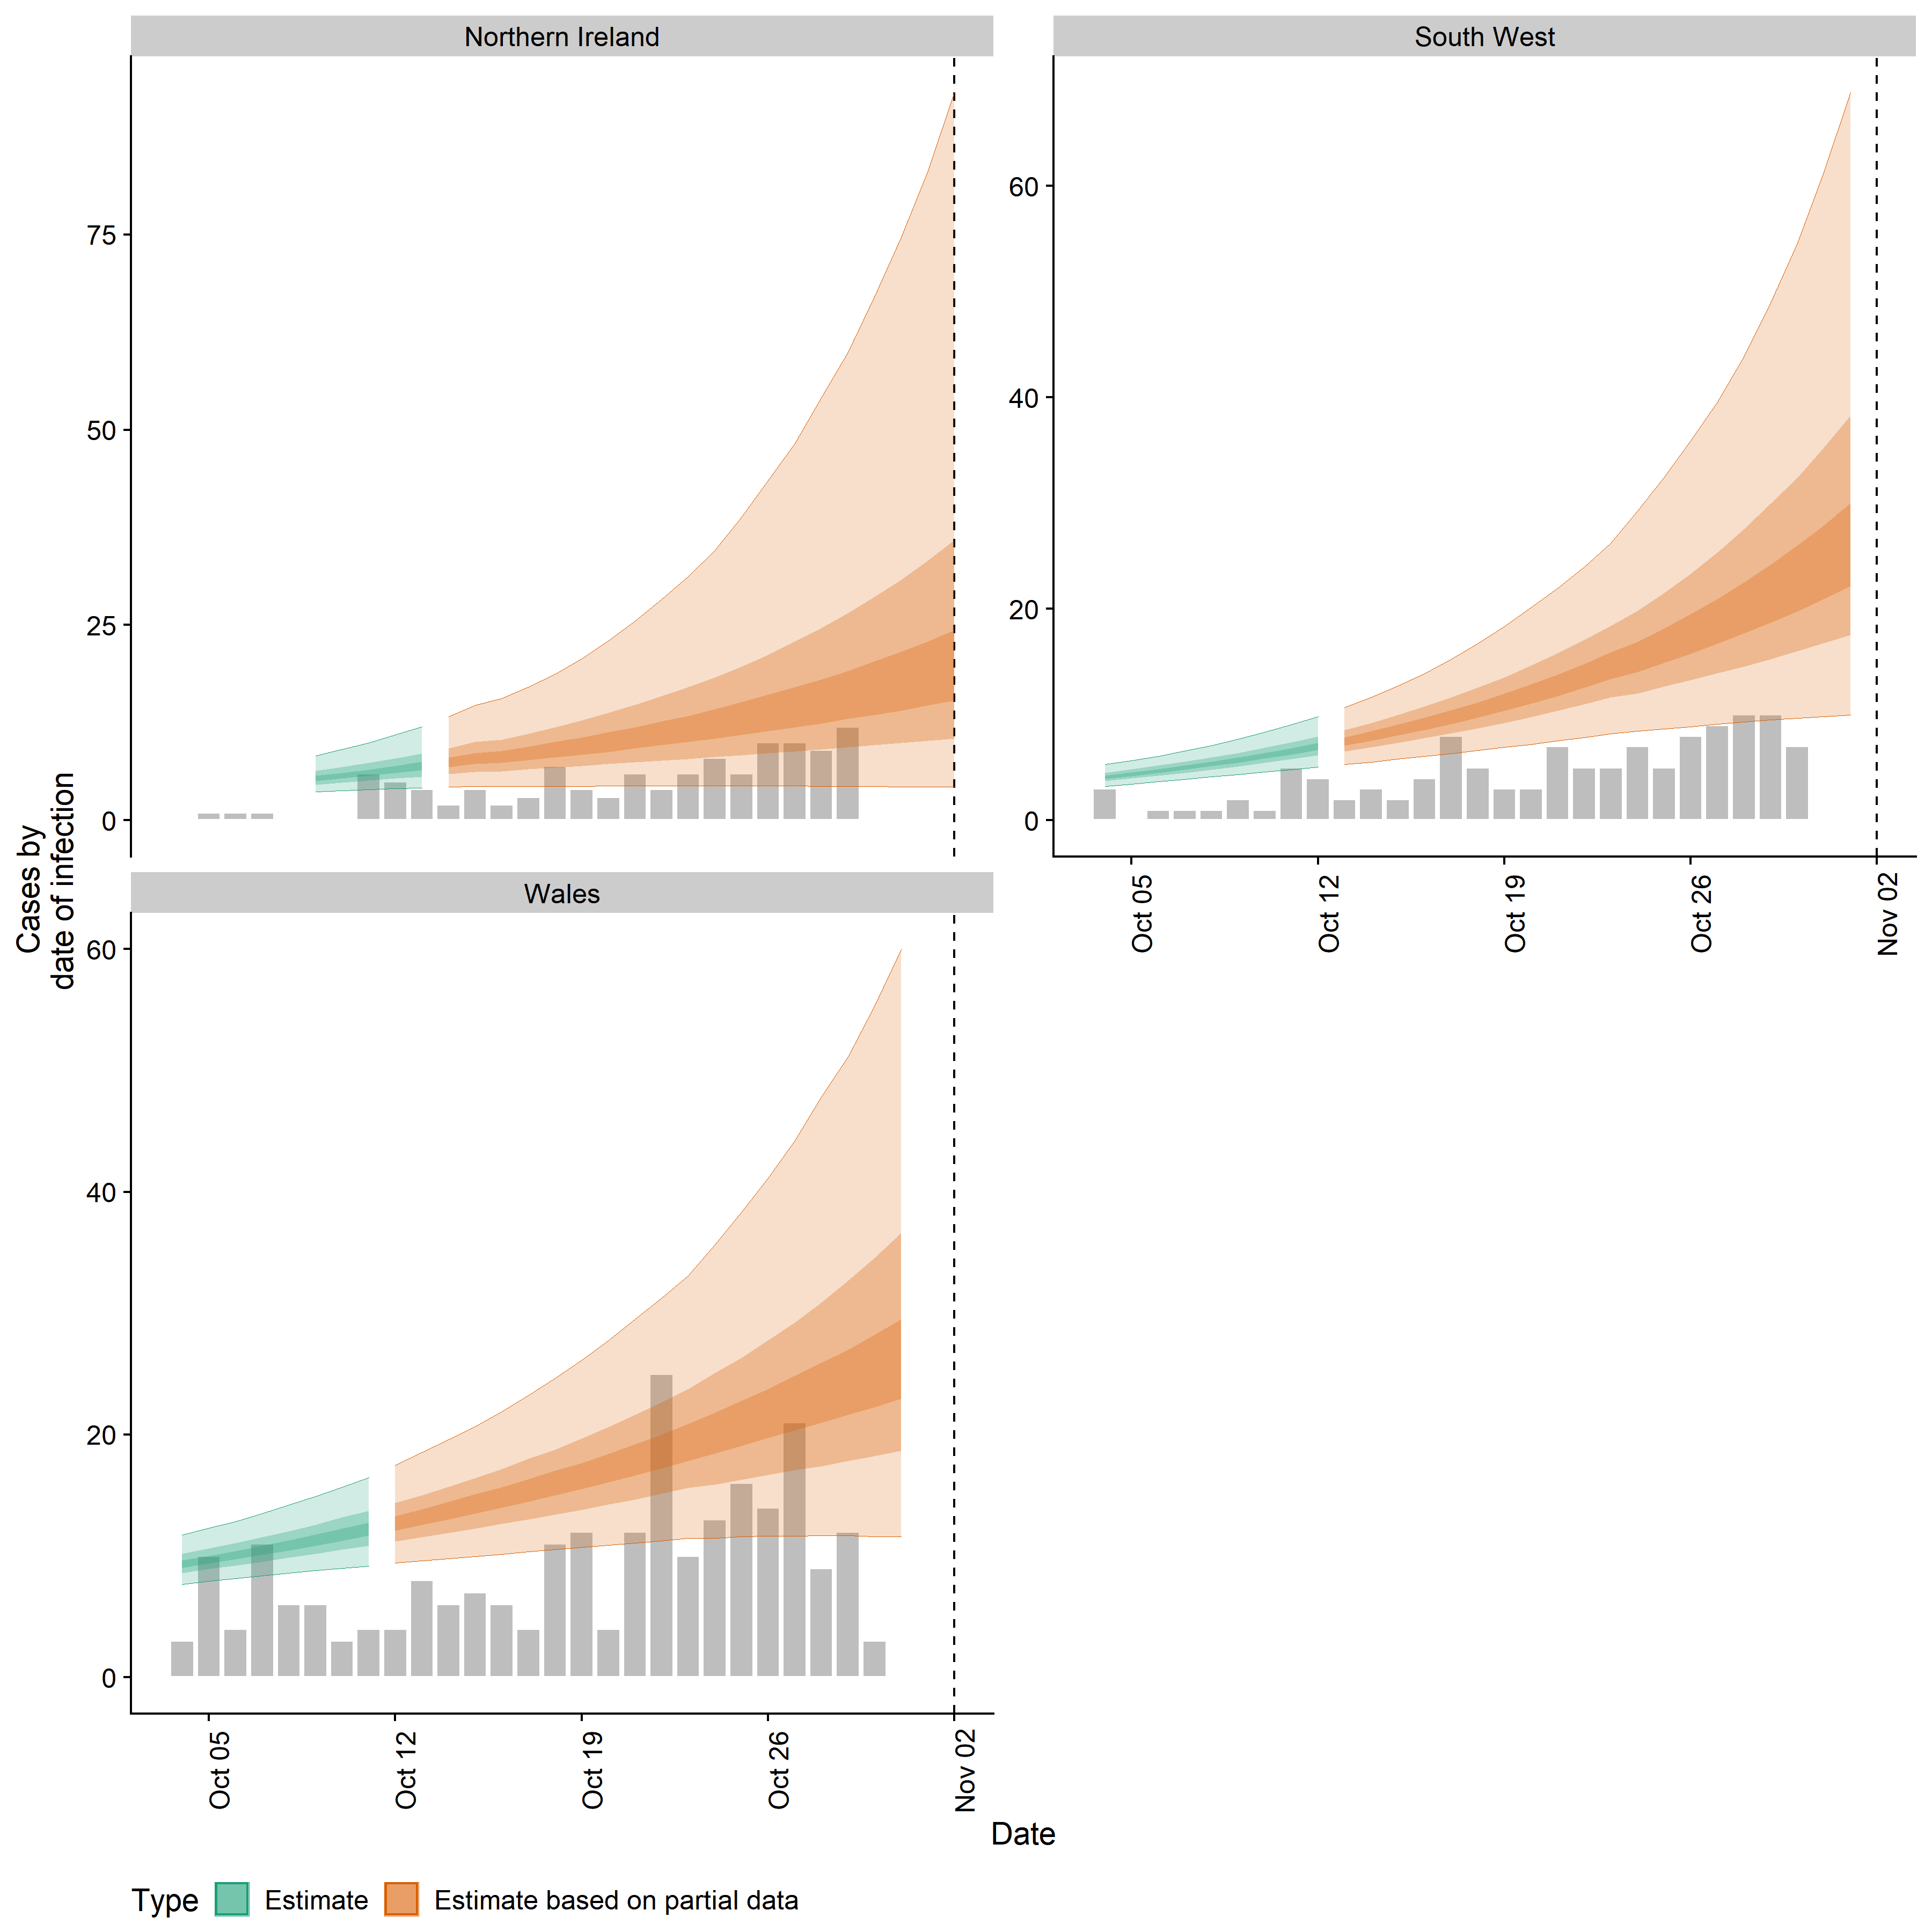 Northern Ireland
South West
75
50
25
0
60
40
20
0
Oct 05
Oct 12
Oct 19
Oct 26
Nov 02
Cases by
date of infection
Wales
60
40
20
0
Oct 05
Oct 12
Oct 19
Oct 26
Nov 02
Date
Type Estimate Estimate based on partial data